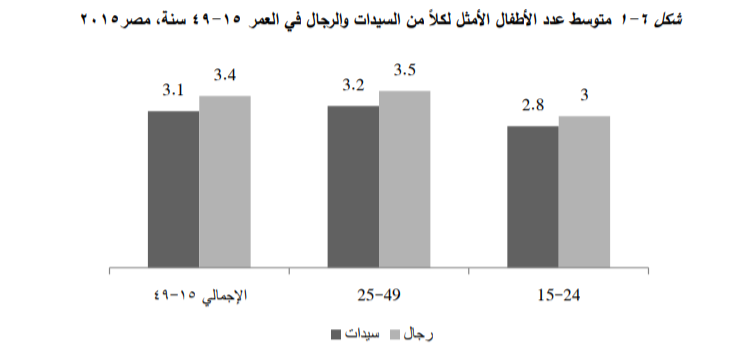 شكل ٦-١ متوسط عدد الأطفال الأمثل لكلاً من السيدات والرجال في العمر ١٥-٤٩ سنة، مصر ٢٠١٥
3.1
3.4
3.2
3.5
2.8
3
الإجمالي ١٥-٤٩
25-49
15-24
سيدات
رجال